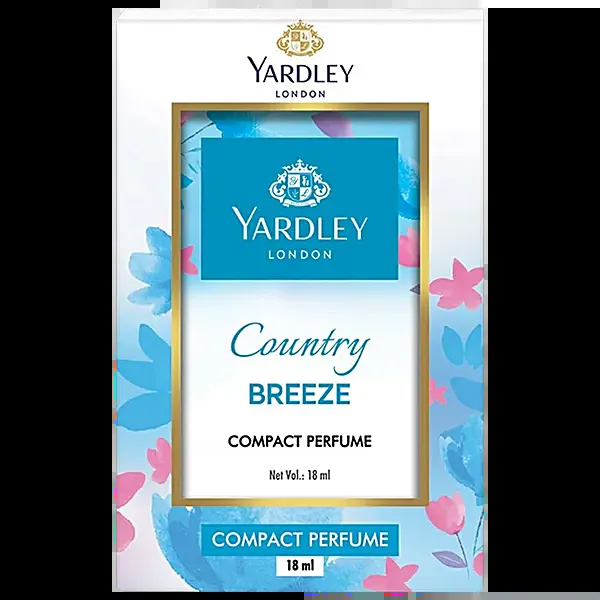 YARDLEY
LONDON
YARDLEY
LONDON
Country
BREEZE
COMPACT PERFUME
Net Vol.: 18 ml
COMPACT PERFUME
18 ml